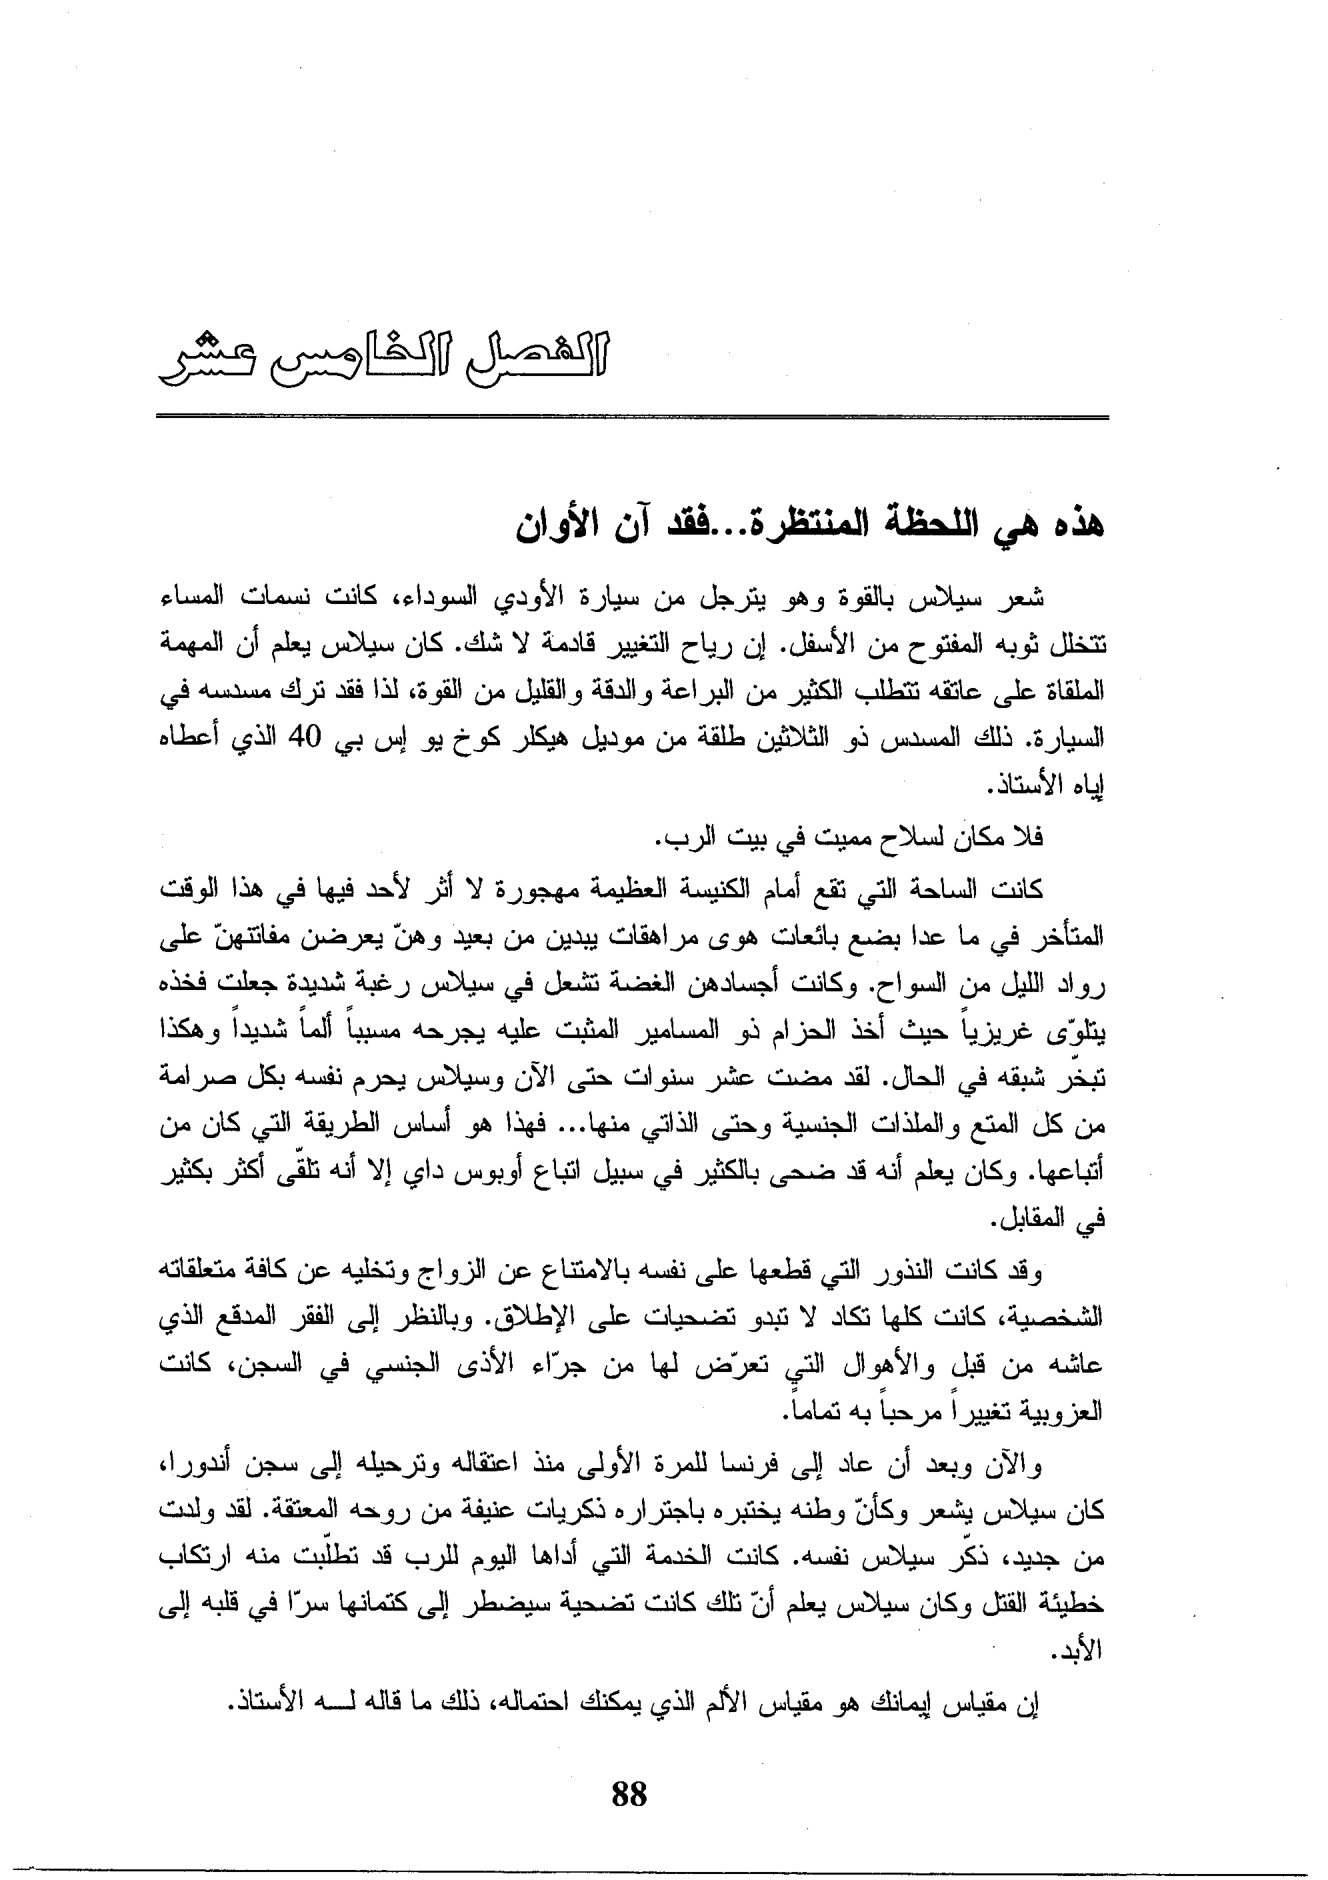 الفصل الخامس عشر
هذه هي اللحظة المنتظرة...فقد آن الأوان
شعر سيلاس بالقوة وهو يترجل من سيارة الأودي السوداء، كانت نسمات المساء
تتخلل ثوبه المفتوح من الأسفل. إن رياح التغيير قادمة لا شك. كان سيلاس يعلم أن المهمة
الملقاة على عاتقه تتطلب الكثير من البراعة والدقة والقليل من القوة، لذا فقد ترك مسدسه في
السيارة. ذلك المسدس ذو الثلاثين طلقة من موديل هيكلر كوخ يو إس بي 40 الذي أعطاه
إياه الأستاذ.
فلا مكان لسلاح مميت في بيت الرب.
كانت الساحة التي تقع أمام الكنيسة العظيمة مهجورة لا أثر لأحد فيها في هذا الوقت
المتأخر في ما عدا بضع بائعات هوى مراهقات يبدين من بعيد وهنّ يعرضن مفاتنهنّ على
رواد الليل من السواح. وكانت أجسادهن الغضة تشعل في سيلاس رغبة شديدة جعلت فخذه
يتلوّى غريزياً حيث أخذ الحزام ذو المسامير المثبت عليه يجرحه مسبباً ألماً شديداً وهكذا
تبخّر شبقه في الحال. لقد مضت عشر سنوات حتى الآن وسيلاس يحرم نفسه بكل صرامة
من كل المتع والملذات الجنسية وحتى الذاتي منها... فهذا هو أساس الطريقة التي كان من
أتباعها. وكان يعلم أنه قد ضحى بالكثير في سبيل اتباع أوبوس داي إلا أنه تلقّى أكثر بكثير
في المقابل.
وقد كانت النذور التي قطعها على نفسه بالامتناع عن الزواج وتخليه عن كافة متعلقاته
الشخصية، كانت كلها تكاد لا تبدو تضحيات على الإطلاق. وبالنظر إلى الفقر المدقع الذي
عاشه من قبل والأهوال التي تعرّض لها من جرّاء الأذى الجنسي في السجن، كانت
العزوبية تغييراً مرحباً به تماماً.
والآن وبعد أن عاد إلى فرنسا للمرة الأولى منذ اعتقاله وترحيله إلى سجن أندورا،
كان سيلاس يشعر وكأنّ وطنه يختبره باجتراره ذكريات عنيفة من روحه المعتقة. لقد ولدت
من جديد، ذكّر سيلاس نفسه. كانت الخدمة التي أداها اليوم للرب قد تطلّبت منه ارتكاب
خطيئة القتل وكان سيلاس يعلم أنّ تلك كانت تضحية سيضطر إلى كتمانها سرّا في قلبه إلى
الأبد.
إن مقياس إيمانك هو مقياس الألم الذي يمكنك احتماله، ذلك ما قاله لـــه الأستاذ.
88